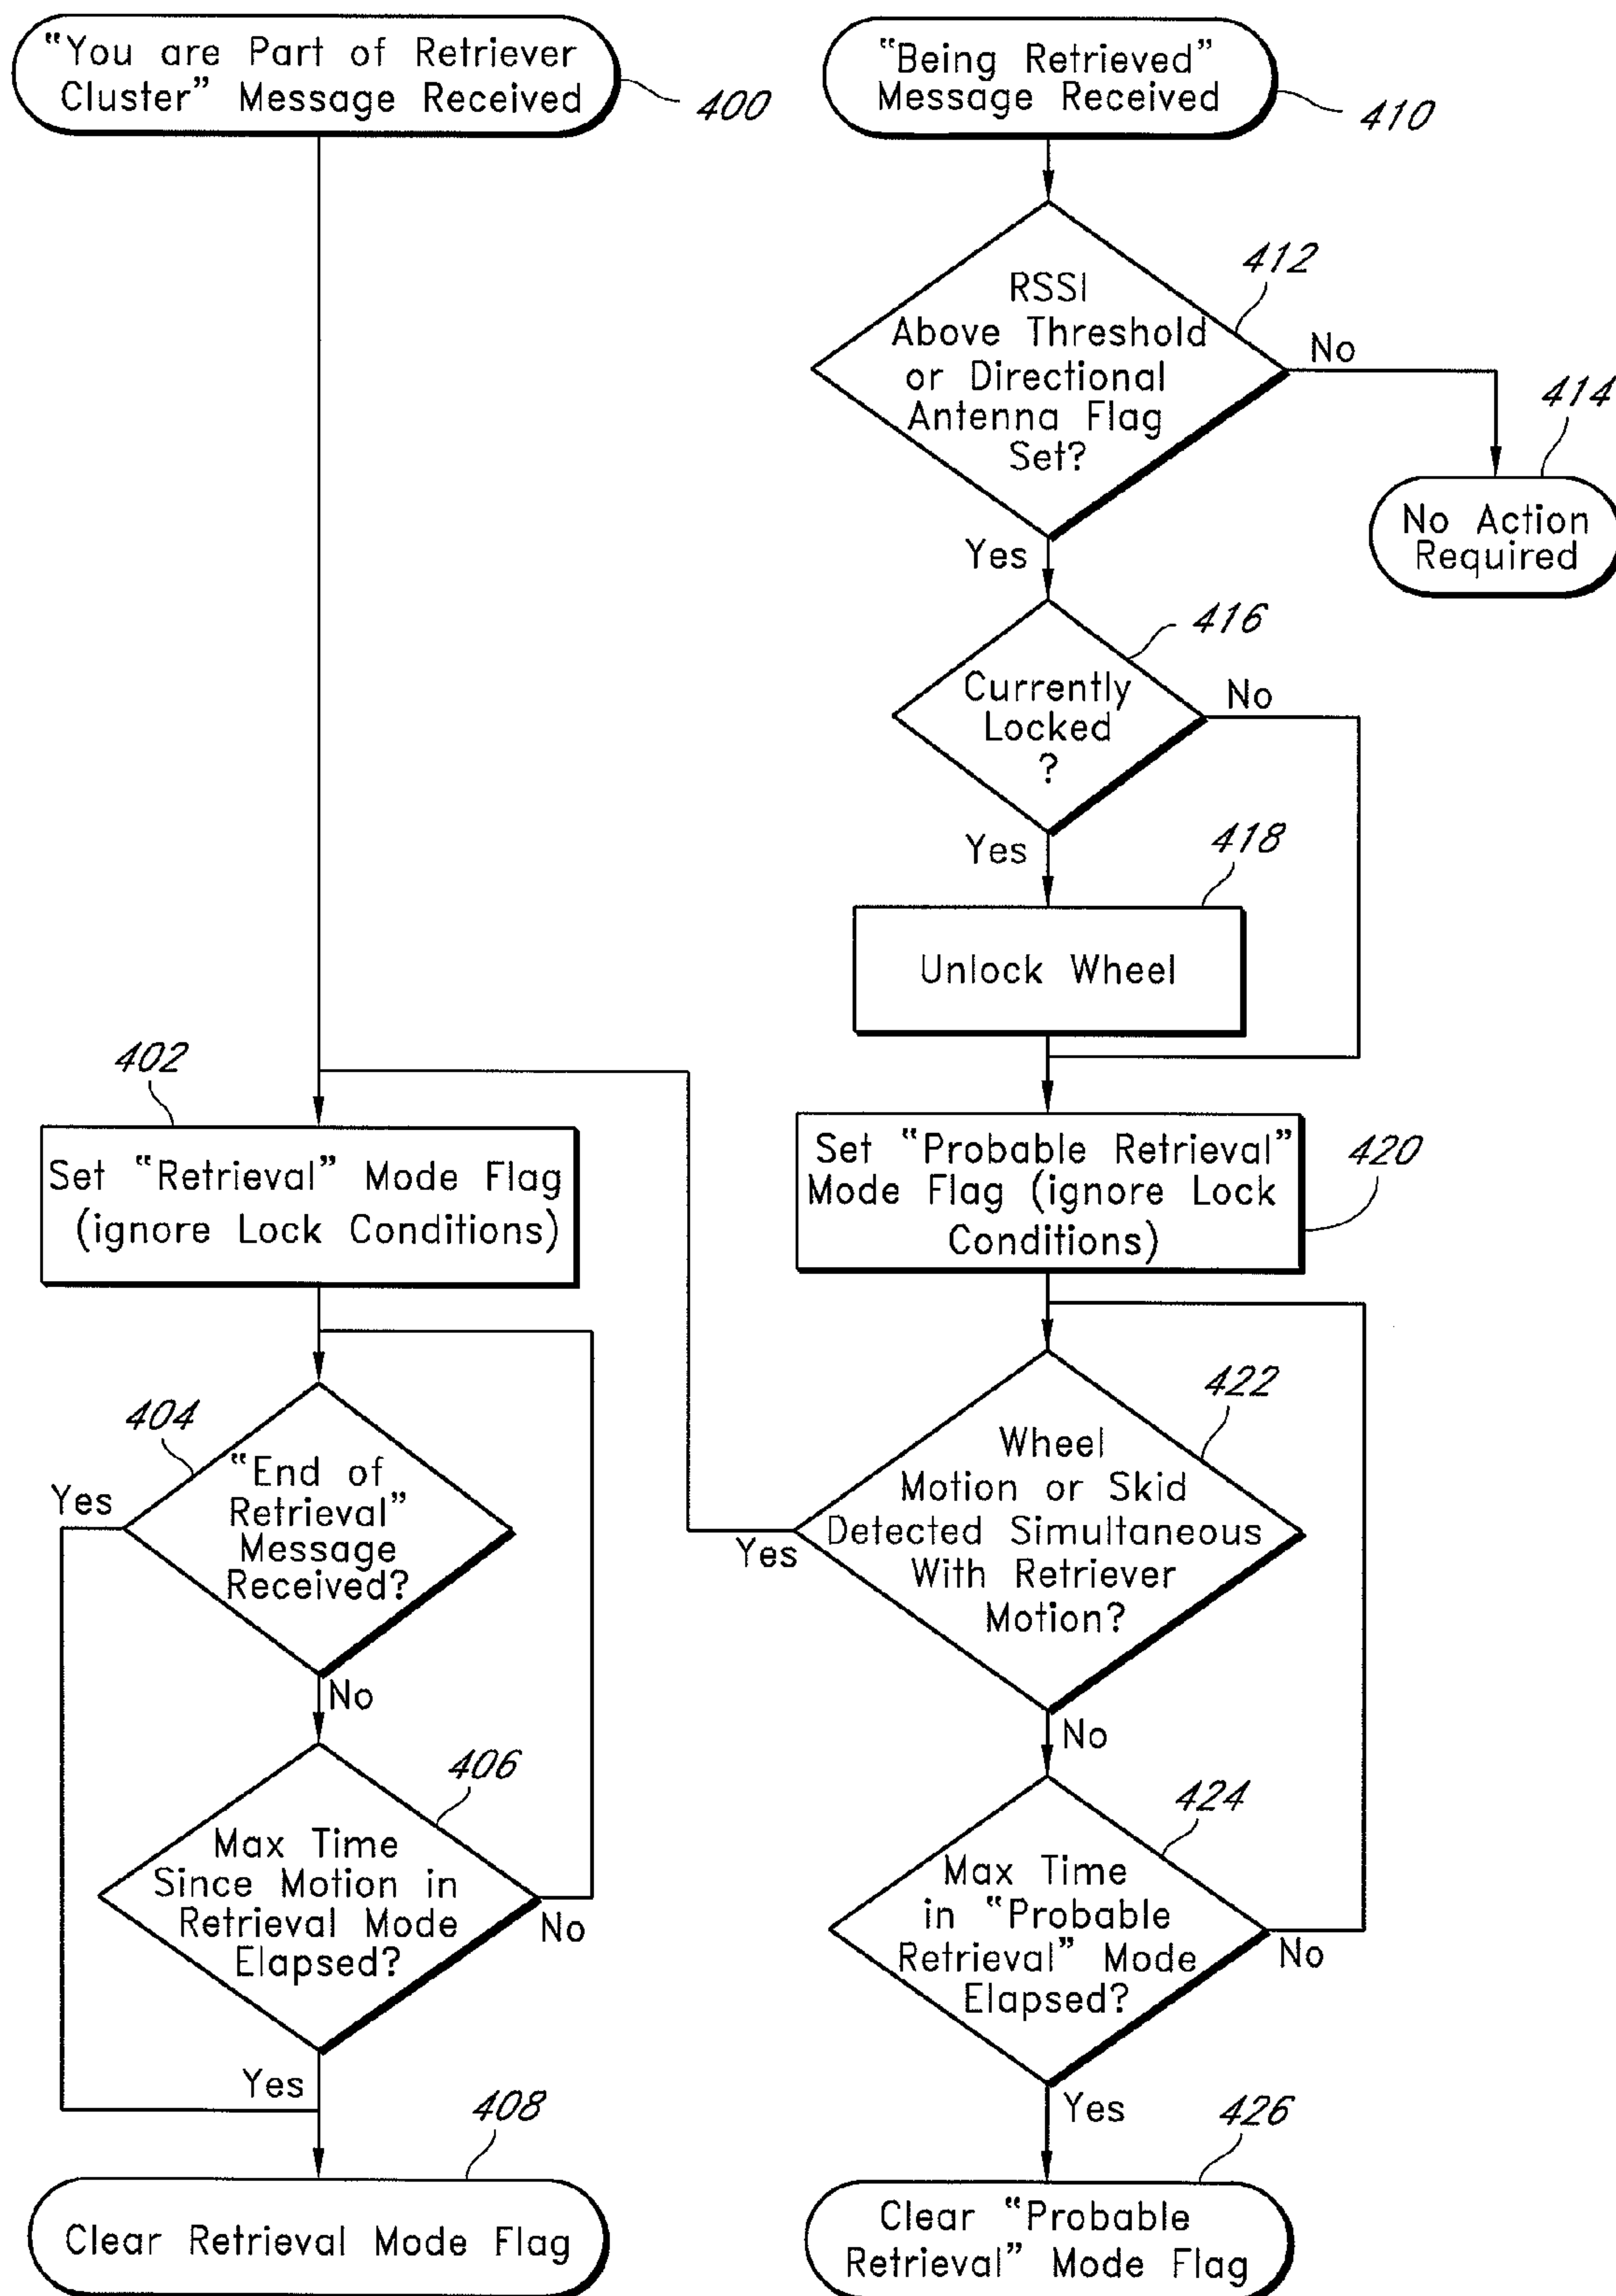 “You are Part of Retriever
Cluster” Message Received
400
“Being Retrieved”
Message Received
410
RSSI
Above Threshold
or Directional
Antenna Flag
Set?
412
No
414
No Action
Required
Yes
416
Currently
Locked
?
No
Yes
418
Unlock Wheel
402
Set “Retrieval” Mode Flag
(ignore Lock Conditions)
Set “Probable Retrieval”
Mode Flag (ignore Lock
Conditions)
420
404
“End of
Retrieval”
Message
Received?
Yes
No
422
Wheel
Motion or Skid
Detected Simultaneous
With Retriever
Motion?
Yes
No
406
Max Time
Since Motion in
Retrieval Mode
Elapsed?
No
Yes
424
Max Time
in “Probable
Retrieval” Mode
Elapsed?
No
Yes
408
Clear Retrieval Mode Flag
426
Clear “Probable
Retrieval” Mode Flag